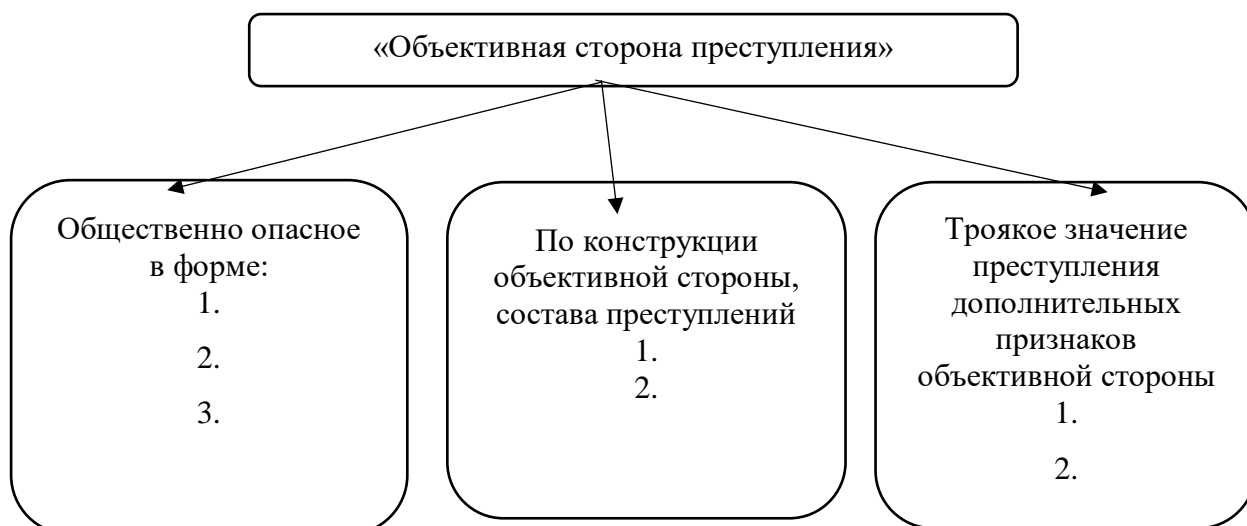 «Объективная сторона преступления»
Общественно опасное
в форме:
1.
2.
3.
По конструкции
объективной стороны,
состава преступлений
1.
2.
Троякое значение
преступления
дополнительных
признаков
объективной стороны
1.
2.